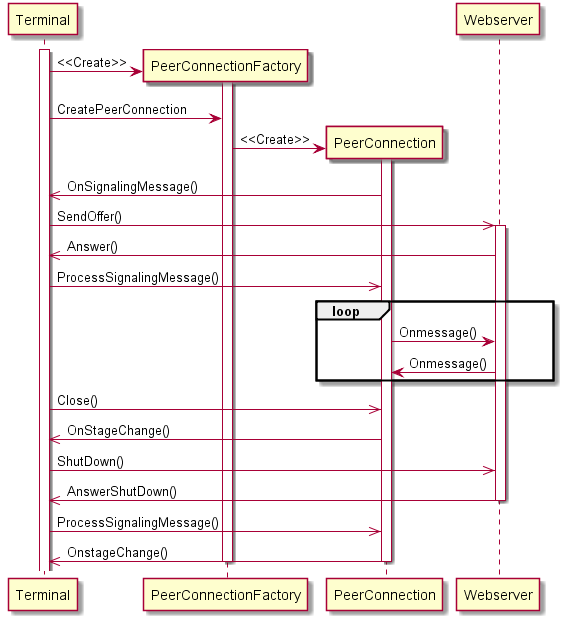 Terminal
Webserver
<<Create>>
PeerConnectionFactory
CreatePeerConnection
<<Create>>
PeerConnection
OnSignalingMessage()
SendOffer()
Answer()
ProcessSignalingMessage()
loop
Onmessage()
Onmessage()
Close()
OnStageChange()
ShutDown()
AnswerShutDown()
ProcessSignalingMessage()
OnstageChange()
Terminal
PeerConnectionFactory
PeerConnection
Webserver